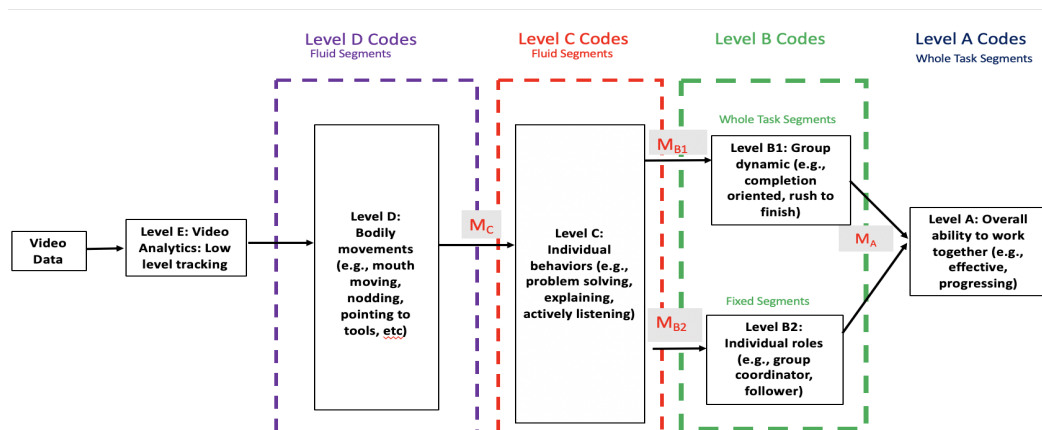 Level D Codes
Fluid Segments
Level C Codes
Fluid Segments
Level B Codes
Level A Codes
Whole Task Segments
Video
Data
Level E: Video
Analytics: Low
level tracking
Level D:
Bodily
movements
(e.g., mouth
moving,
nodding,
pointing to
tools, etc)
MC
Level C:
Individual
behaviors (e.g.,
problem solving,
explaining,
actively listening)
MB1
MB2
Whole Task Segments
Level B1: Group
dynamic (e.g.,
completion
oriented, rush to
finish)
Fixed Segments
Level B2:
Individual roles
(e.g., group
coordinator,
follower)
MA
Level A: Overall
ability to work
together (e.g.,
effective,
progressing)